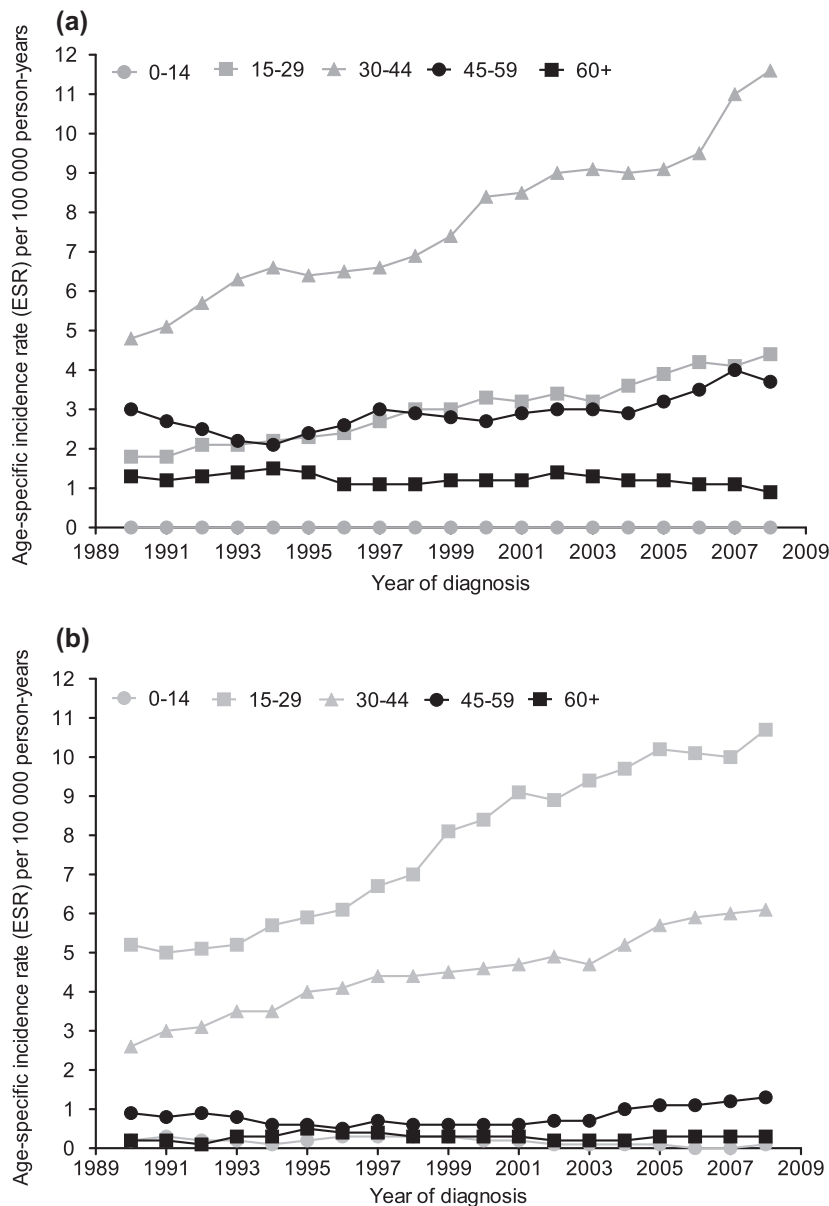 (a)
Age-specific incidence rate (ESR) per 100 000 person-years
12
0-14 15-29 30-44 45-59 60+
11
10
9
8
7
6
5
4
3
2
1
0
1989 1991 1993 1995 1997 1999 2001 2003 2005 2007 2009
Year of diagnosis
(b)
Age-specific incidence rate (ESR) per 100 000 person-years
12
0-14 15-29 30-44 45-59 60+
11
10
9
8
7
6
5
4
3
2
1
0
1989 1991 1993 1995 1997 1999 2001 2003 2005 2007 2009
Year of diagnosis